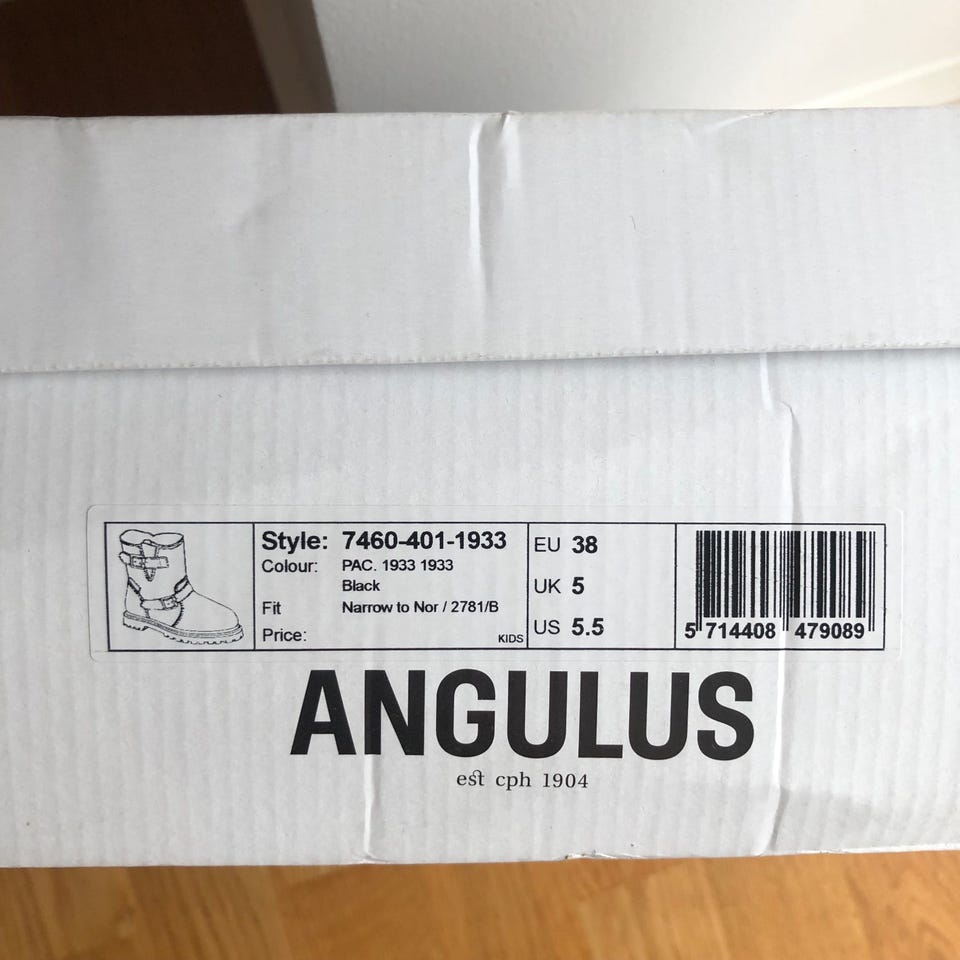 Style: 7460-401-1933
Colour: PAC. 1933 1933
Black
Fit Narrow to Nor / 2781/B
Price: KIDS
EU 38
UK 5
US 5.5
5 714408 479089
ANGULUS
est cph 1904